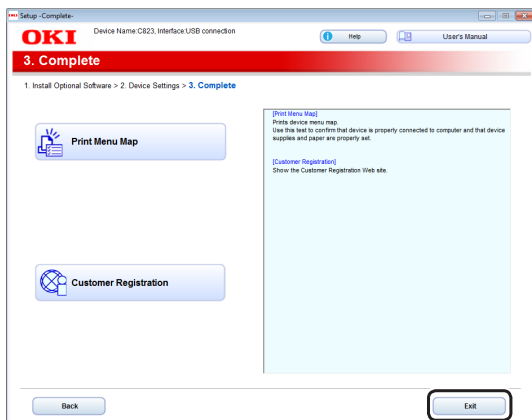 OKI Setup -Complete-
OKI Device Name:C823, Interface:USB connection
Help
User's Manual
3. Complete
1. Install Optional Software > 2. Device Settings > 3. Complete
Print Menu Map
[Print Menu Map]
Prints device menu map.
Use this test to confirm that device is properly connected to computer and that device
supplies and paper are properly set.
[Customer Registration]
Show the Customer Registration Web site.
Customer Registration
Back
Exit